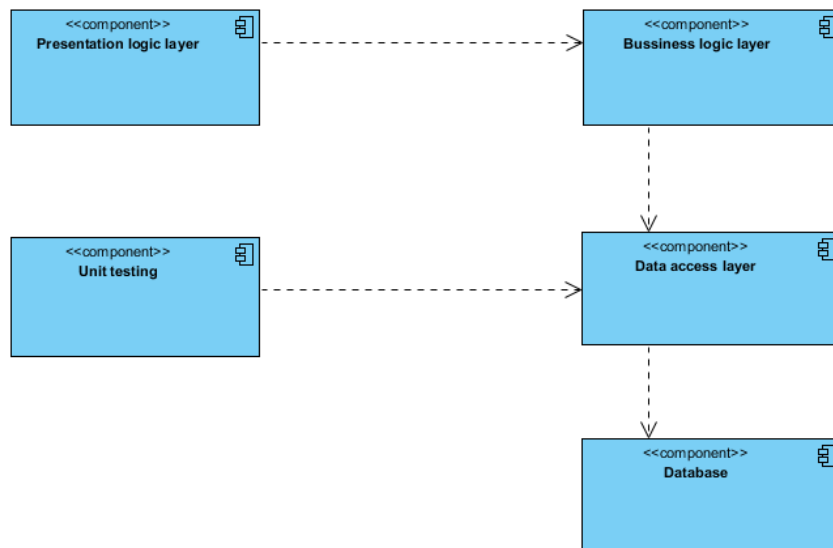 <<component>>
Presentation logic layer
<<component>>
Bussiness logic layer
<<component>>
Unit testing
<<component>>
Data access layer
<<component>>
Database